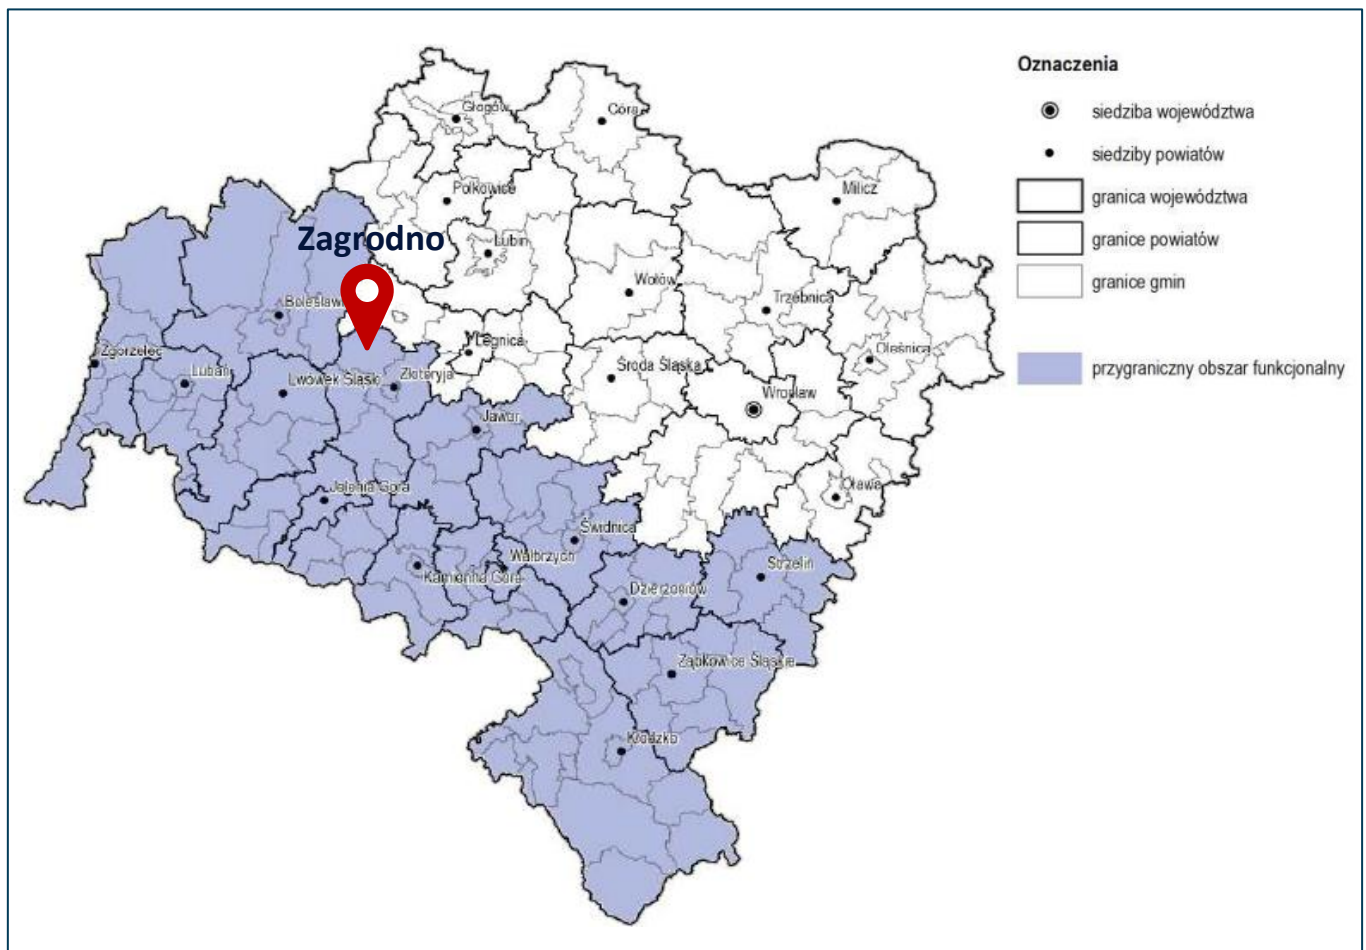 Oznaczenia
siedziba województwa
siedziby powiatów
granica województwa
granice powiatów
granice gmin
przygraniczny obszar funkcjonalny
Głogów
Góra
Polkowice
Milicz
Zagrodno
Lubin
Wołów
Trzebnica
Legnica
Oleśnica
Zgorzelec
Lubań
Lwówek Śląski
Złotoryja
Środa Śląska
Wrocław
Jawor
Jelenia Góra
Oława
Świdnica
Wałbrzych
Kamienna Góra
Strzelin
Dzierżoniów
Ząbkowice Śląskie
Kłodzko